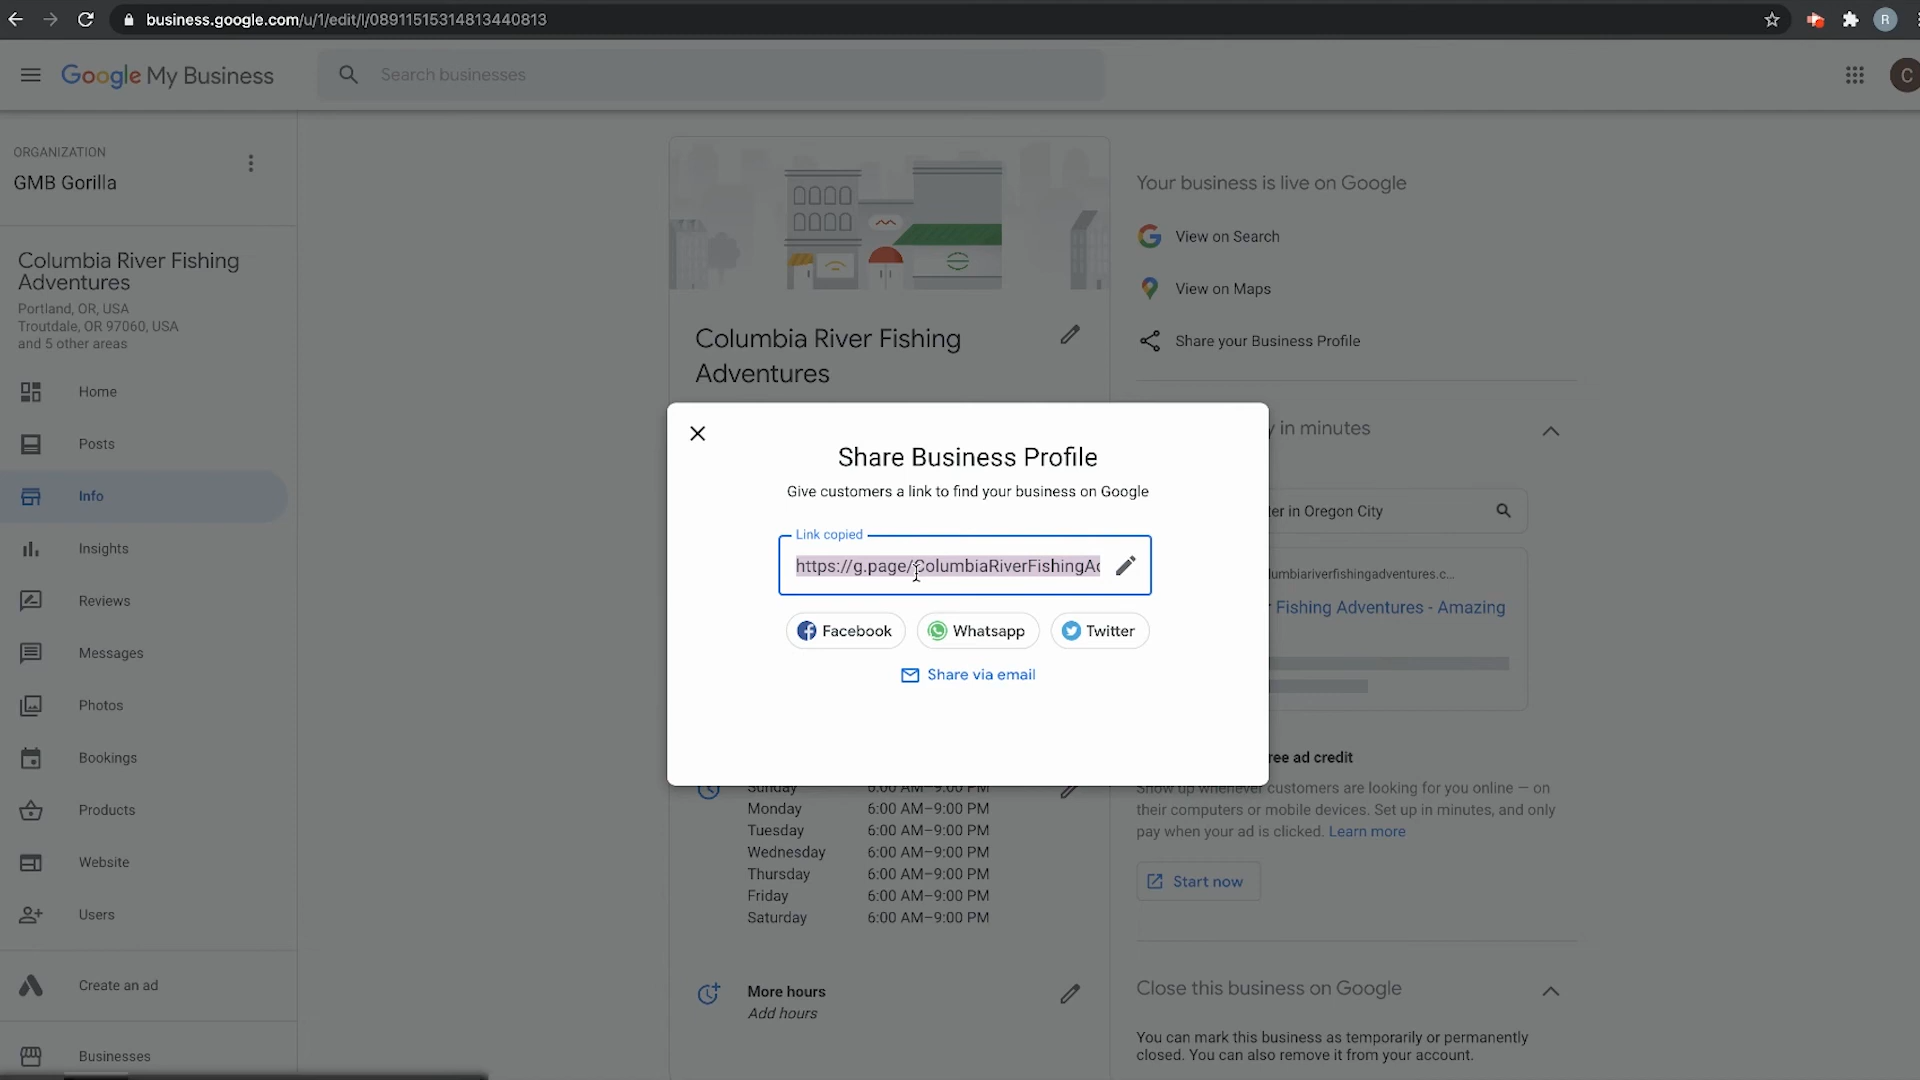 business.google.com/u/1/edit/l/08911515314813440813
R
Google My Business
Search businesses
C
ORGANIZATION
GMB Gorilla
Columbia River Fishing
Adventures
Portland, OR, USA
Troutdale, OR 97060, USA
and 5 other areas
Home
Posts
Info
Insights
Reviews
Messages
Photos
Bookings
Products
Website
Users
Create an ad
Businesses
Columbia River Fishing
Adventures
Share Business Profile
Give customers a link to find your business on Google
Link copied
https://g.page/ColumbiaRiverFishingAd
Facebook
Whatsapp
Twitter
Share via email
Sunday 6:00 AM–9:00 PM
Monday 6:00 AM–9:00 PM
Tuesday 6:00 AM–9:00 PM
Wednesday 6:00 AM–9:00 PM
Thursday 6:00 AM–9:00 PM
Friday 6:00 AM–9:00 PM
Saturday 6:00 AM–9:00 PM
More hours
Add hours
Your business is live on Google
View on Search
View on Maps
Share your Business Profile
y in minutes
ter in Oregon City
lumbiariverfishingadventures.c...
Fishing Adventures - Amazing
ree ad credit
Show up whenever customers are looking for you online — on
their computers or mobile devices. Set up in minutes, and only
pay when your ad is clicked. Learn more
Start now
Close this business on Google
You can mark this business as temporarily or permanently
closed. You can also remove it from your account.